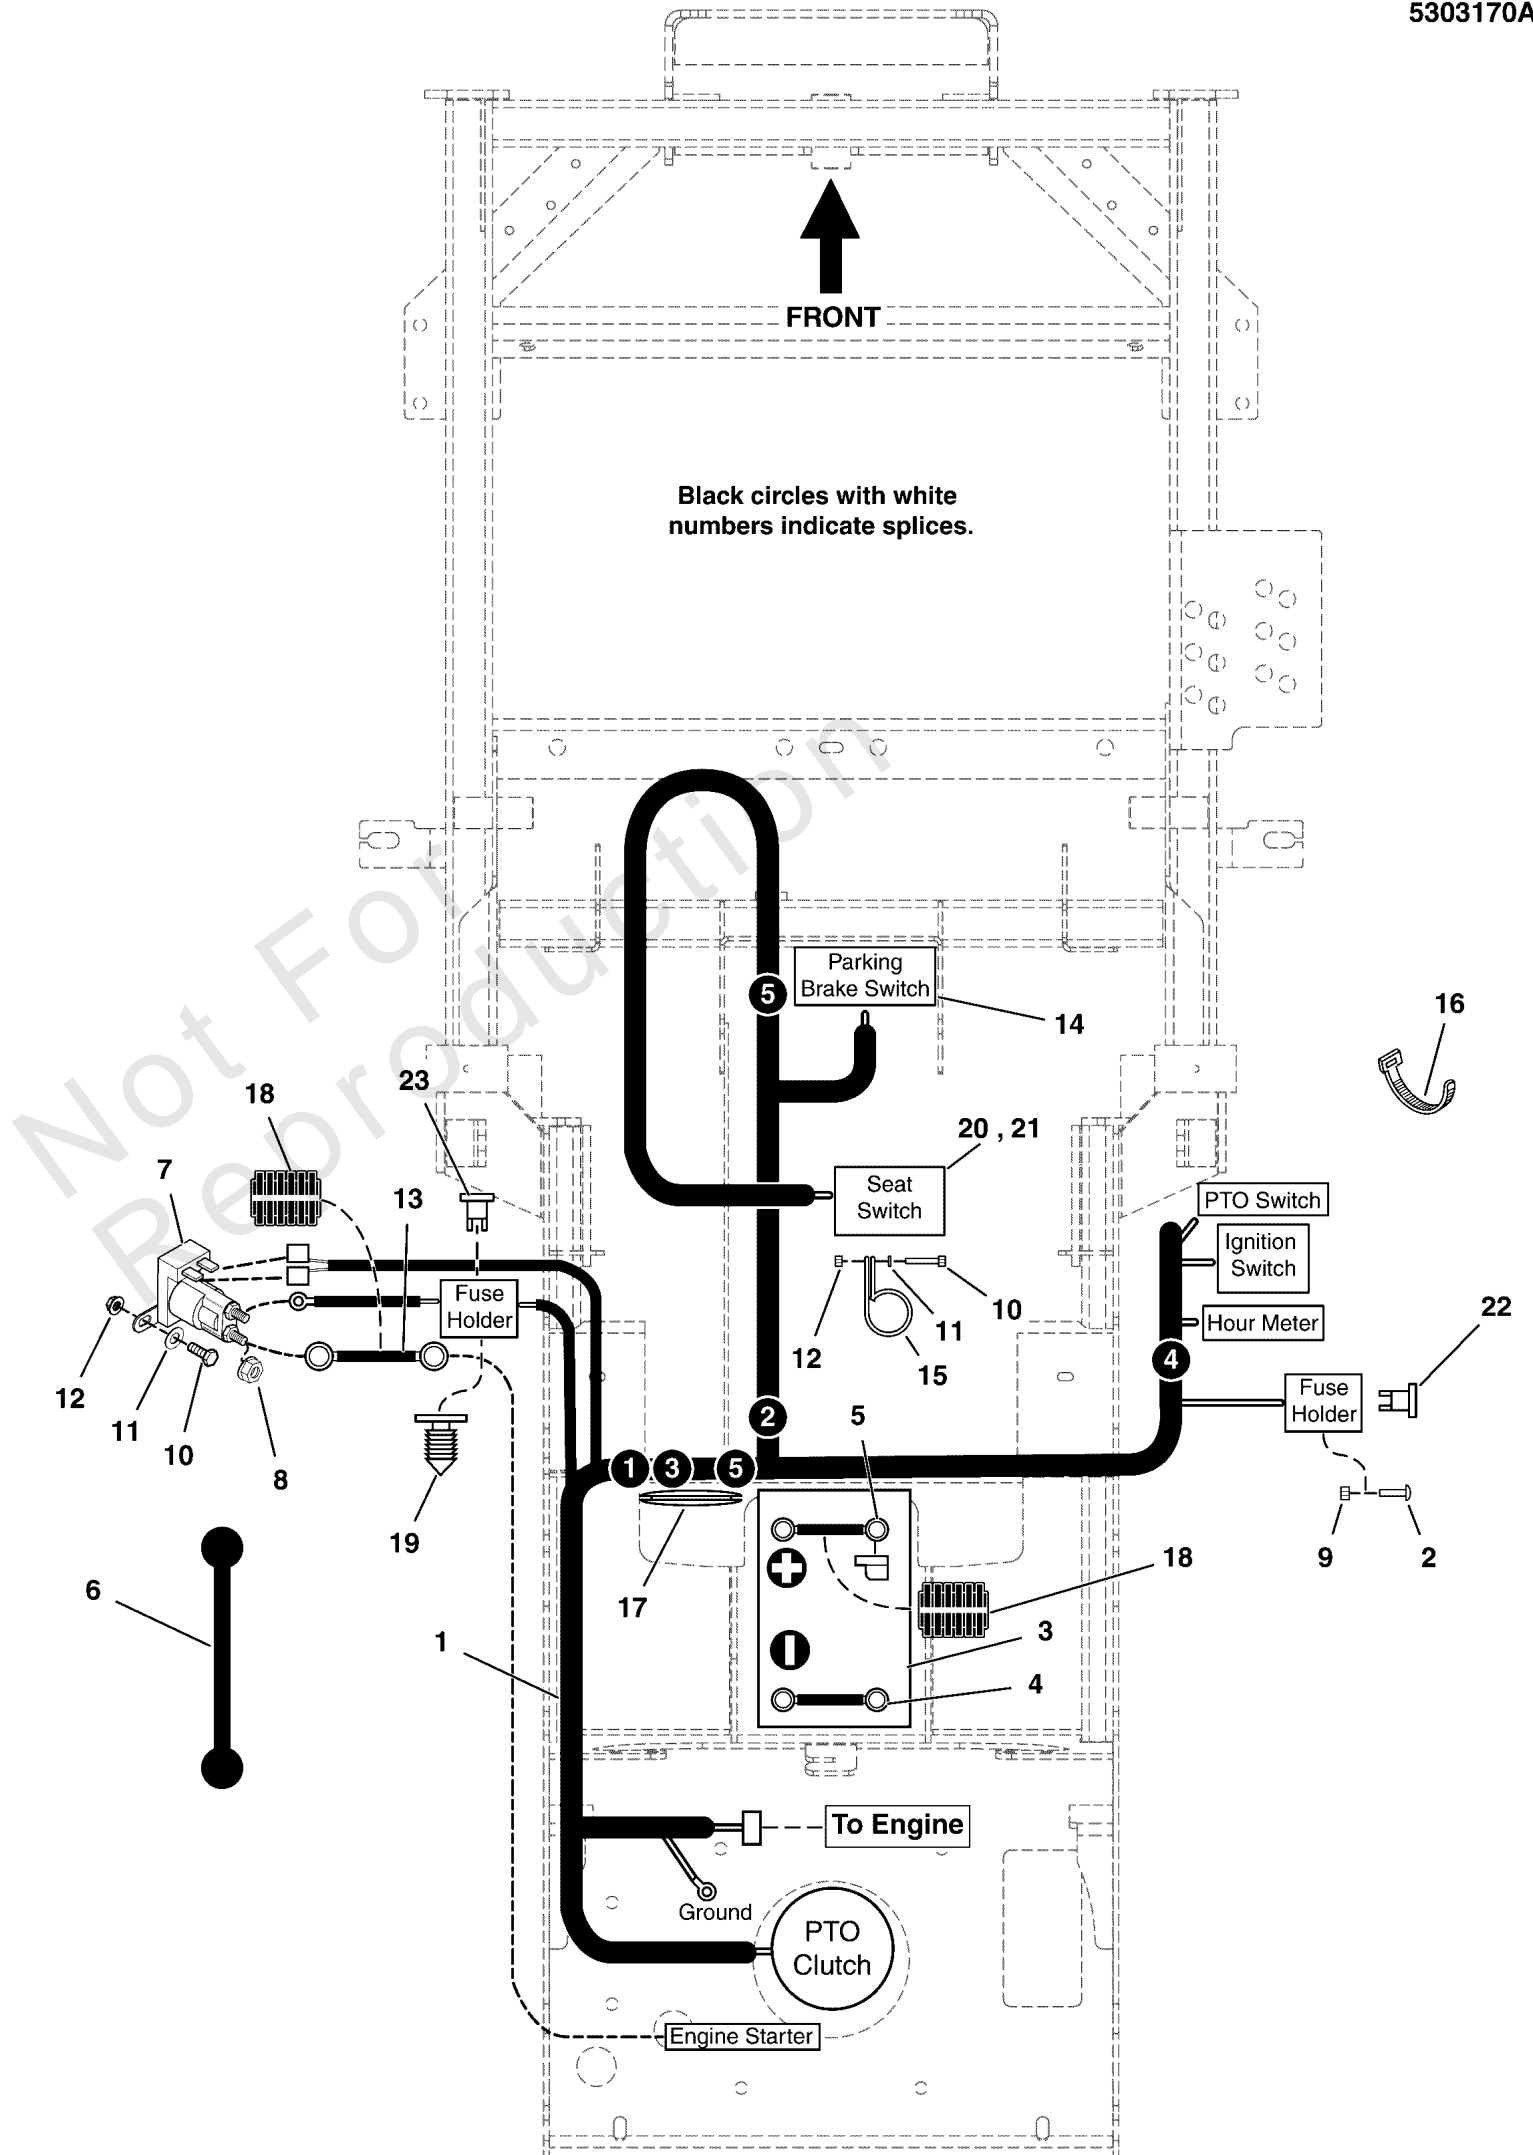 5303170A
FRONT
Black circles with white
numbers indicate splices.
Not For
Reproduction
5
Parking
Brake Switch
14
16
18
23
20 , 21
7
13
Seat
Switch
PTO Switch
Ignition
Switch
Fuse
Holder
12
11
10
8
12
11
10
15
Hour Meter
22
4
Fuse
Holder
2
5
1
3
5
19
17
9
2
18
6
1
3
4
To Engine
Ground
PTO
Clutch
Engine Starter